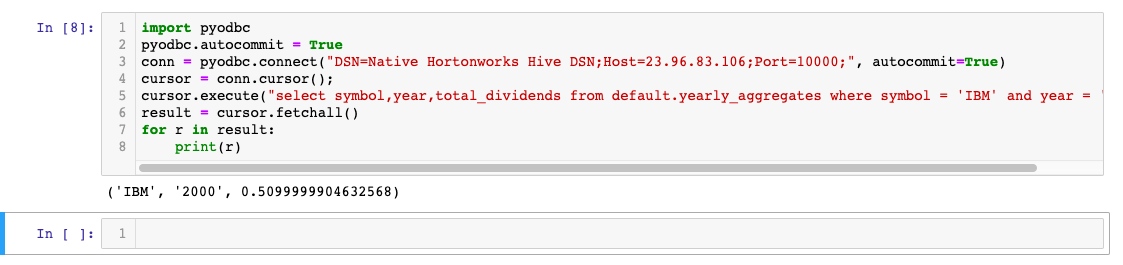 In [8]:
1 import pyodbc
2 pyodbc.autocommit = True
3 conn = pyodbc.connect("DSN=Native Hortonworks Hive DSN;Host=23.96.83.106;Port=10000;", autocommit=True)
4 cursor = conn.cursor();
5 cursor.execute("select symbol,year,total_dividends from default.yearly_aggregates where symbol = 'IBM' and year = '
6 result = cursor.fetchall()
7 for r in result:
8     print(r)
('IBM', '2000', 0.5099999904632568)
In [ ]: 1